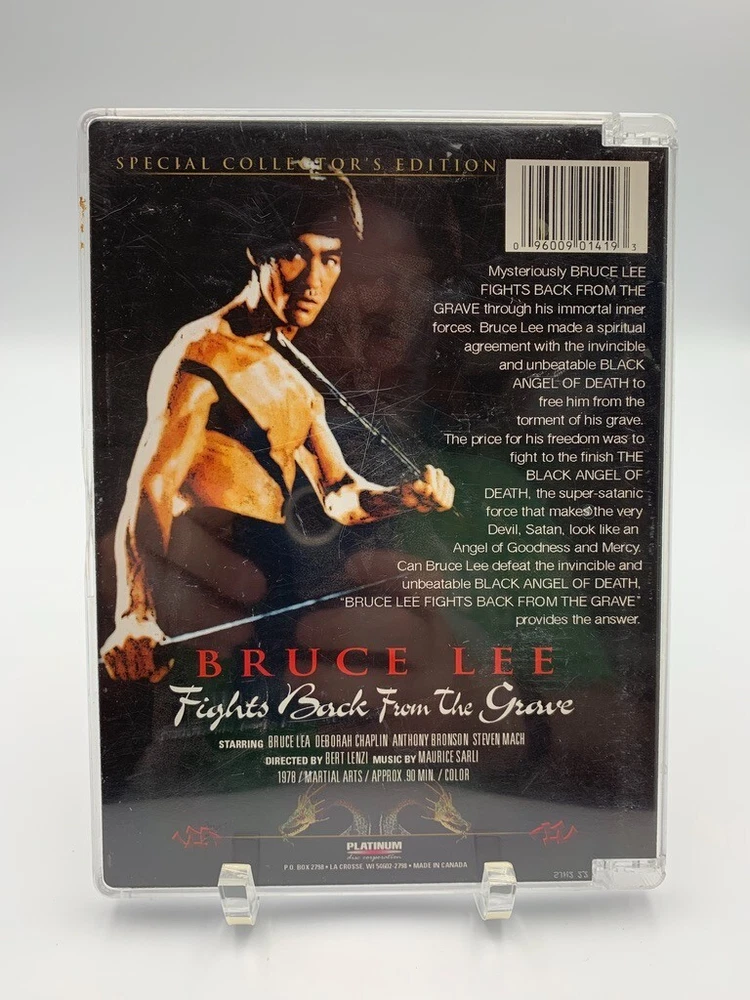 SPECIAL COLLECTOR'S EDITION
0 96009 01419 3
Mysteriously BRUCE LEE
FIGHTS BACK FROM THE
GRAVE through his immortal inner
forces. Bruce Lee made a spiritual
agreement with the invincible
and unbeatable BLACK
ANGEL OF DEATH to
free him from the
torment of his grave.
The price for his freedom was to
fight to the finish THE
BLACK ANGEL OF
DEATH, the super-satanic
force that makes the very
Devil, Satan, look like an
Angel of Goodness and Mercy.
Can Bruce Lee defeat the invincible and
unbeatable BLACK ANGEL OF DEATH,
"BRUCE LEE FIGHTS BACK FROM THE GRAVE"
provides the answer.
BRUCE LEE
Fights Back From The Grave
STARRING BRUCE LEA DEBORAH CHAPLIN ANTHONY BRONSON STEVEN MACH
DIRECTED BY BERT LENZI MUSIC BY MAURICE SARLI
1978 / MARTIAL ARTS / APPROX. 90 MIN. / COLOR
PLATINUM
disc corporation
P.O. BOX 2798 • LA CROSSE, WI 54602-2798 • MADE IN CANADA